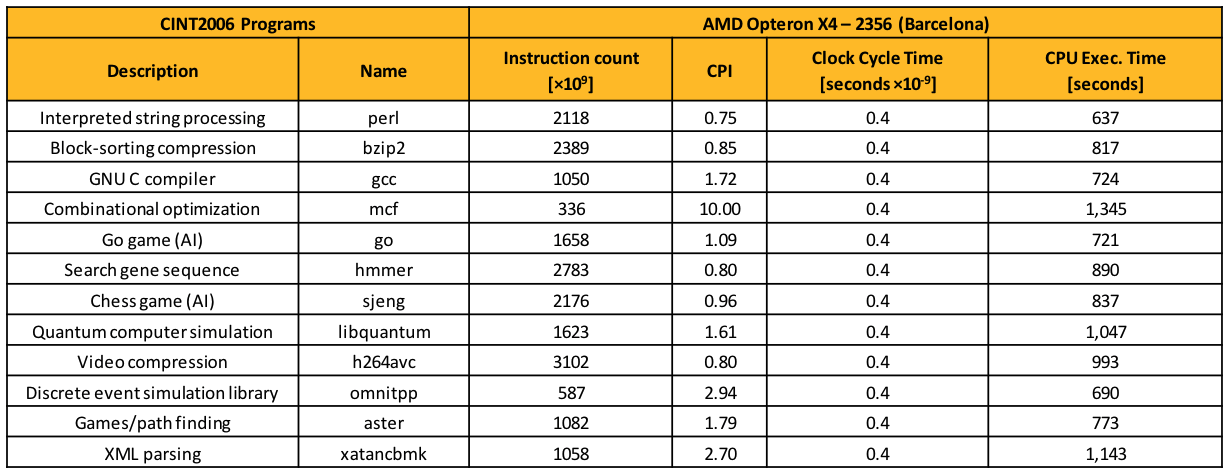 CINT2006 Programs AMD Opteron X4 – 2356 (Barcelona)
Description Name Instruction count [×10⁹] CPI Clock Cycle Time [seconds ×10⁻⁹] CPU Exec. Time [seconds]
Interpreted string processing perl 2118 0.75 0.4 637
Block-sorting compression bzip2 2389 0.85 0.4 817
GNU C compiler gcc 1050 1.72 0.4 724
Combinational optimization mcf 336 10.00 0.4 1,345
Go game (AI) go 1658 1.09 0.4 721
Search gene sequence hmmer 2783 0.80 0.4 890
Chess game (AI) sjeng 2176 0.96 0.4 837
Quantum computer simulation libquantum 1623 1.61 0.4 1,047
Video compression h264avc 3102 0.80 0.4 993
Discrete event simulation library omnitpp 587 2.94 0.4 690
Games/path finding aster 1082 1.79 0.4 773
XML parsing xatancbmk 1058 2.70 0.4 1,143